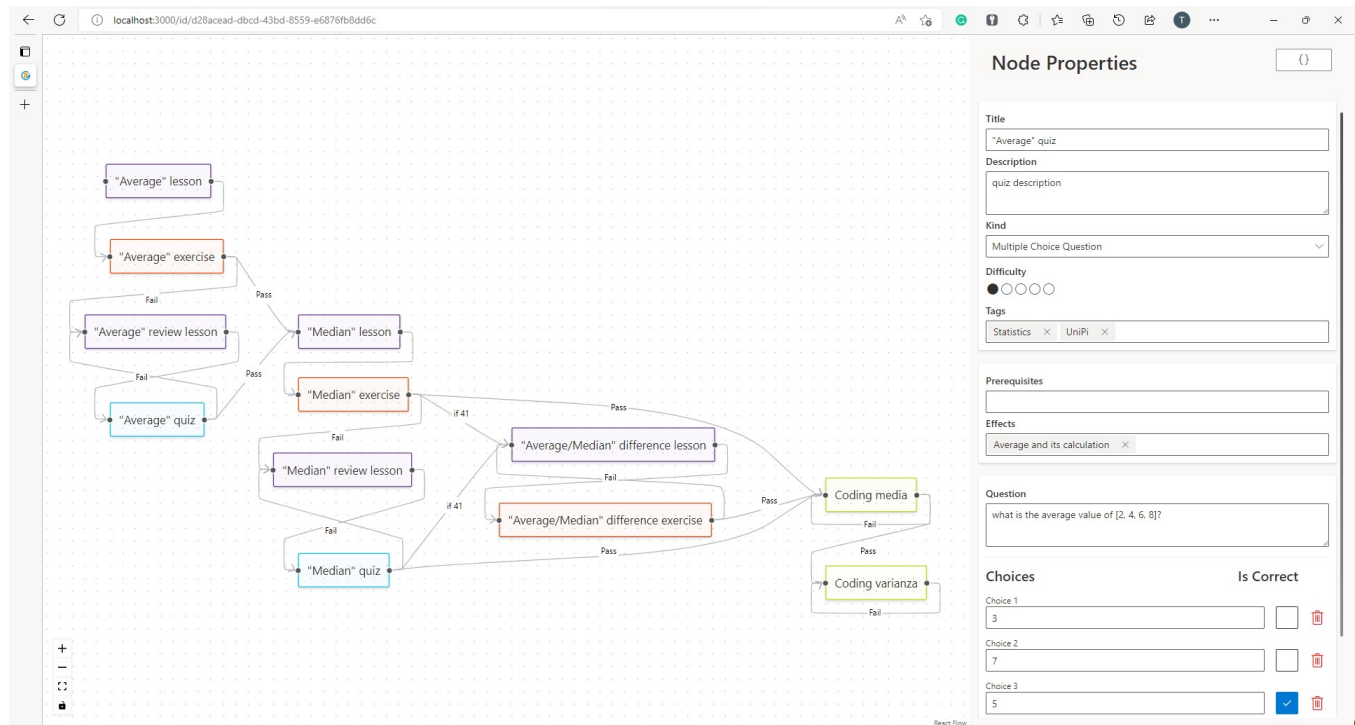 localhost:3000/id/d28acead-dbcd-43bd-8559-e6876fb8dd6c
T
"Average" lesson
"Average" exercise
Fail
Pass
"Average" review lesson
"Median" lesson
Fail
Pass
"Average" quiz
"Median" exercise
if 41
Pass
Fail
"Average/Median" difference lesson
"Median" review lesson
Fail
if 41
Coding media
Pass
"Average/Median" difference exercise
Fail
Fail
Pass
Pass
"Median" quiz
Coding varianza
Fail
React Flow
Node Properties
{}
Title
"Average" quiz
Description
quiz description
Kind
Multiple Choice Question
Difficulty
Tags
Statistics
UniPi
Prerequisites
Effects
Average and its calculation
Question
what is the average value of [2, 4, 6, 8]?
Choices
Is Correct
Choice 1
3
Choice 2
7
Choice 3
5